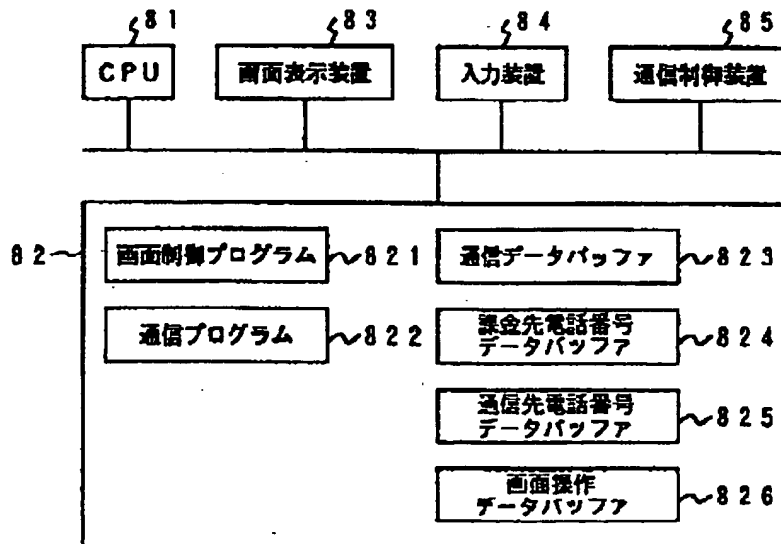 81 83 84 85
CPU 画面表示装置 入力装置 通信制御装置
82
画面制御プログラム 821 通信データバッファ 823
通信プログラム 822 課金先電話番号
データバッファ 824
通信先電話番号
データバッファ 825
画面操作
データバッファ 826